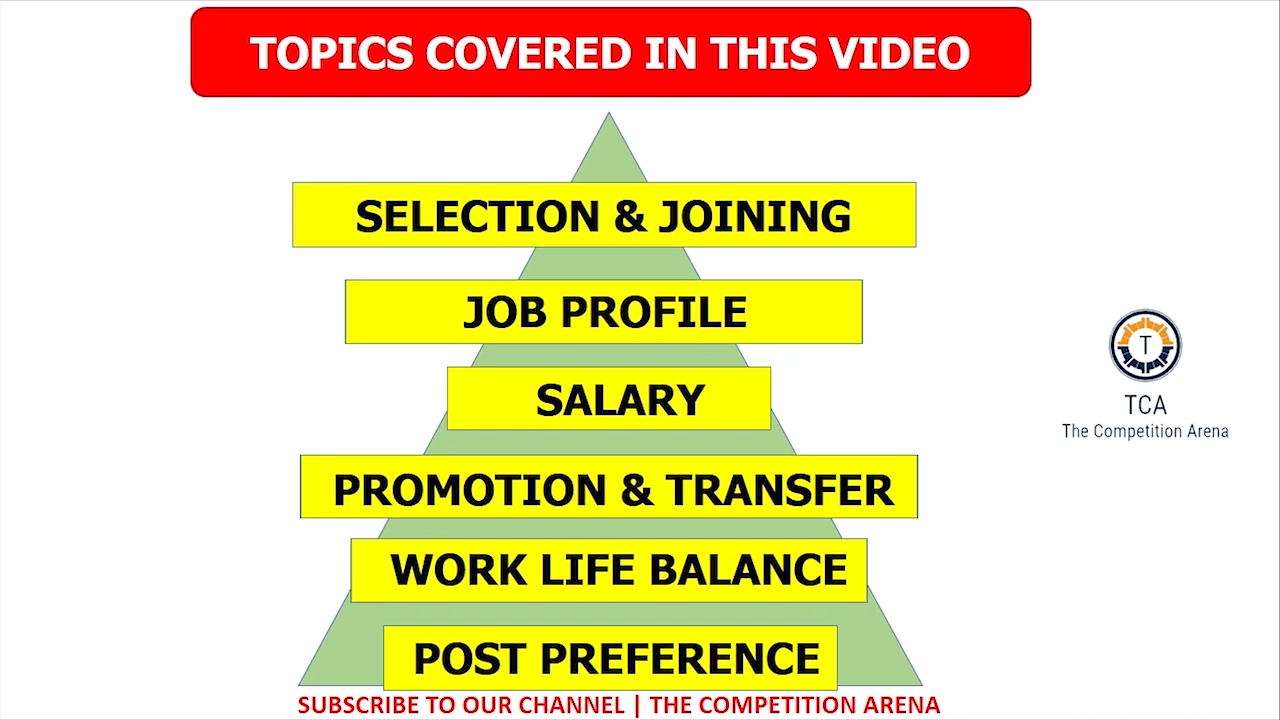 TOPICS COVERED IN THIS VIDEO
SELECTION & JOINING
JOB PROFILE
SALARY
PROMOTION & TRANSFER
WORK LIFE BALANCE
POST PREFERENCE
T
TCA
The Competition Arena
SUBSCRIBE TO OUR CHANNEL | THE COMPETITION ARENA